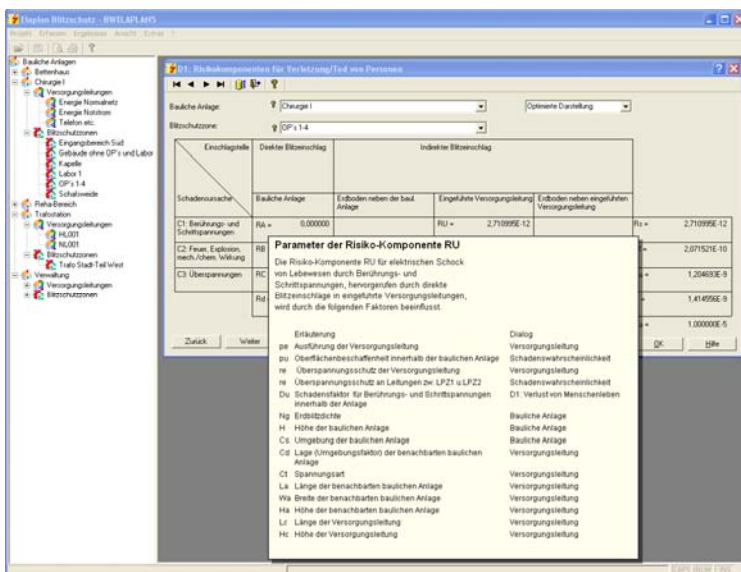 Elaplan Blitzschutz - BWELAPLAN5
Projekt Erfassen Ergebnisse Ansicht Extras ?
Bauliche Anlagen
Bettenhaus
Chirurgie I
Versorgungsleitungen
Energie Normalnetz
Energie Notstrom
Telefon etc.
Blitzschutzzonen
Eingangsbereich Süd
Gebäude ohne OP's und Labor
Kapelle
Labor 1
OP's 1-4
Schafsweide
Reha-Bereich
Trafostation
Versorgungsleitungen
HL001
NL001
Blitzschutzzonen
Trafo Stadt-Teil West
Verwaltung
Versorgungsleitungen
Blitzschutzzonen
D1: Risikokomponenten für Verletzung/Tod von Personen
Bauliche Anlage: Chirurgie I Optimierte Darstellung
Blitzschutzzone: OP's 1-4
Einschlagstelle Direkter Blitzeinschlag Indirekter Blitzeinschlag
Schadensursache Bauliche Anlage Erdboden neben der baul. Anlage Eingeführte Versorgungsleitung Erdboden neben eingeführten Versorgungsleitung
C1: Berührungs- und Schrittspannungen RA = 0,000000 RU = 2,710995E-12 Rs = 2,710995E-12
C2: Feuer, Explosion, mech./chem. Wirkung RB 2,071521E-10
C3: Überspannungen RC 1,204693E-9
Rd 1,414556E-9
1,000000E-5
Zurück Weiter OK Hilfe
Parameter der Risiko-Komponente RU
Die Risiko-Komponente RU für elektrischen Schock
von Lebewesen durch Berührungs- und
Schrittspannungen, hervorgerufen durch direkte
Blitzeinschläge in eingeführte Versorgungsleitungen,
wird durch die folgenden Faktoren beeinflusst.
Erläuterung Dialog
pe Ausführung der Versorgungsleitung Versorgungsleitung
pu Oberflächenbeschaffenheit innerhalb der baulichen Anlage Schadenswahrscheinlichkeit
re Überspannungsschutz der Versorgungsleitung Versorgungsleitung
re Überspannungsschutz an Leitungen zw. LPZ1 u.LPZ2 Schadenswahrscheinlichkeit
Du Schadensfaktor für Berührungs- und Schrittspannungen D1: Verlust von Menschenleben
innerhalb der Anlage
Ng Erdblitzdichte Bauliche Anlage
H Höhe der baulichen Anlage Bauliche Anlage
Cs Umgebung der baulichen Anlage Bauliche Anlage
Cd Lage (Umgebungsfaktor) der benachbarten baulichen Versorgungsleitung
Anlage
Ct Spannungsart Versorgungsleitung
La Länge der benachbarten baulichen Anlage Versorgungsleitung
Wa Breite der benachbarten baulichen Anlage Versorgungsleitung
Ha Höhe der benachbarten baulichen Anlage Versorgungsleitung
Lc Länge der Versorgungsleitung Versorgungsleitung
Hc Höhe der Versorgungsleitung Versorgungsleitung